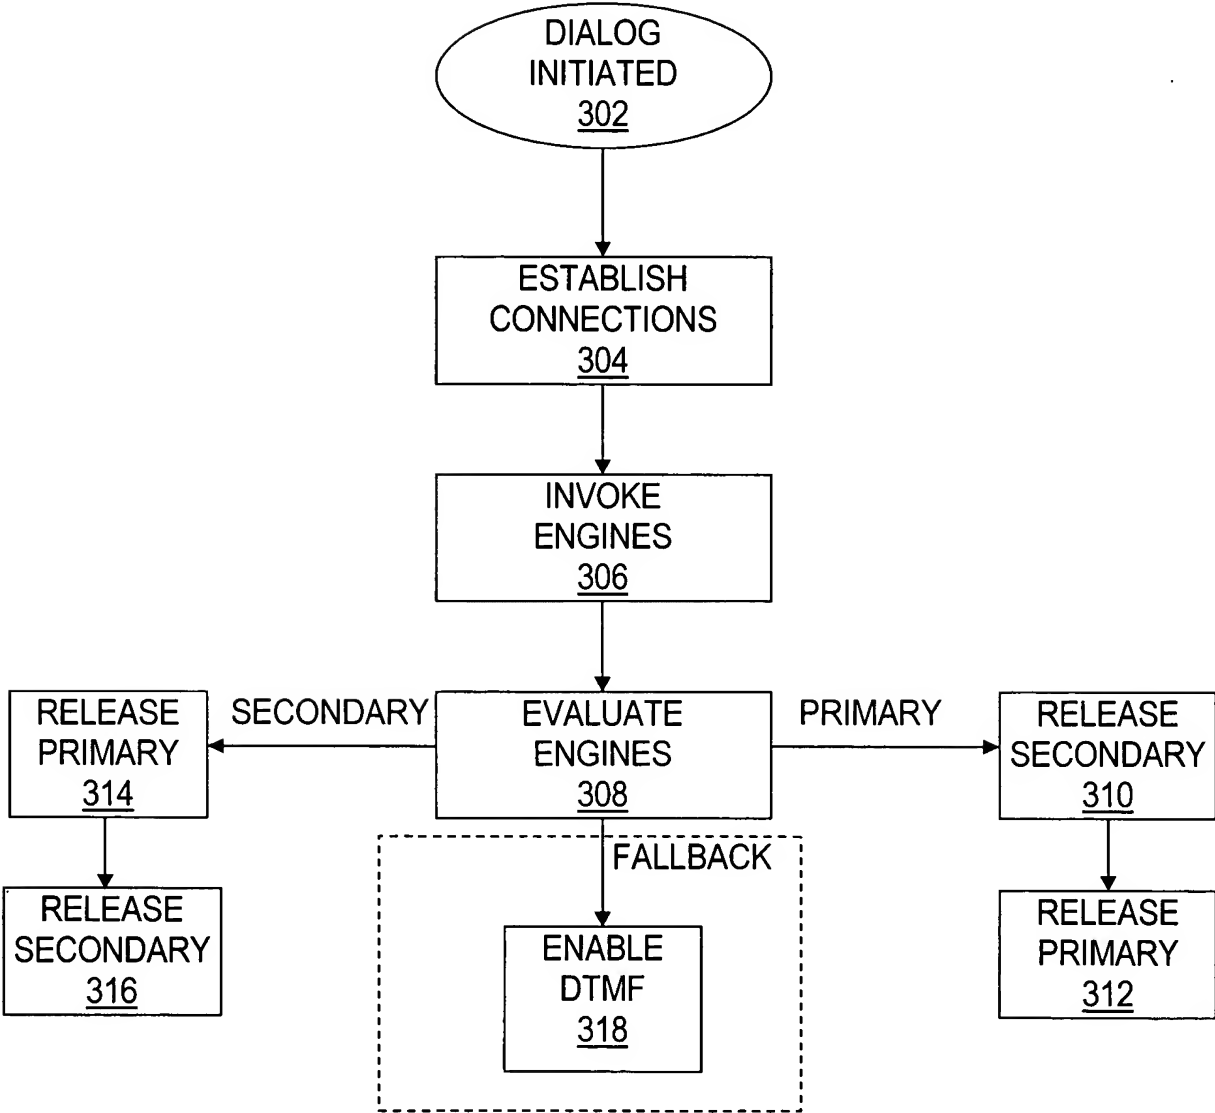 DIALOG
INITIATED
302
ESTABLISH
CONNECTIONS
304
INVOKE
ENGINES
306
RELEASE
PRIMARY
314
SECONDARY
EVALUATE
ENGINES
308
PRIMARY
RELEASE
SECONDARY
310
FALLBACK
RELEASE
SECONDARY
316
ENABLE
DTMF
318
RELEASE
PRIMARY
312